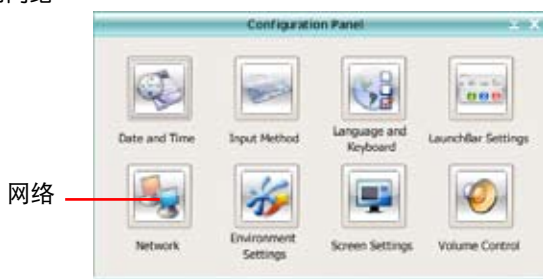 Configuration Panel
Date and Time
Input Method
Language and
Keyboard
LaunchBar Settings
网络
Network
Environment
Settings
Screen Settings
Volume Control